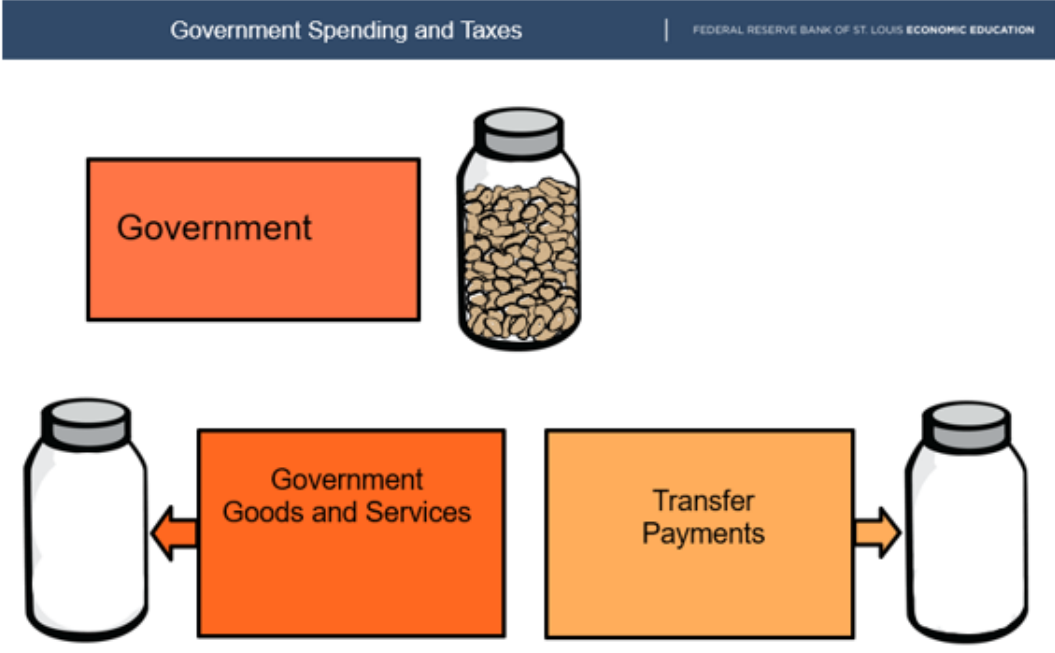 Government Spending and Taxes
FEDERAL RESERVE BANK OF ST. LOUIS ECONOMIC EDUCATION
Government
Government
Goods and Services
Transfer
Payments